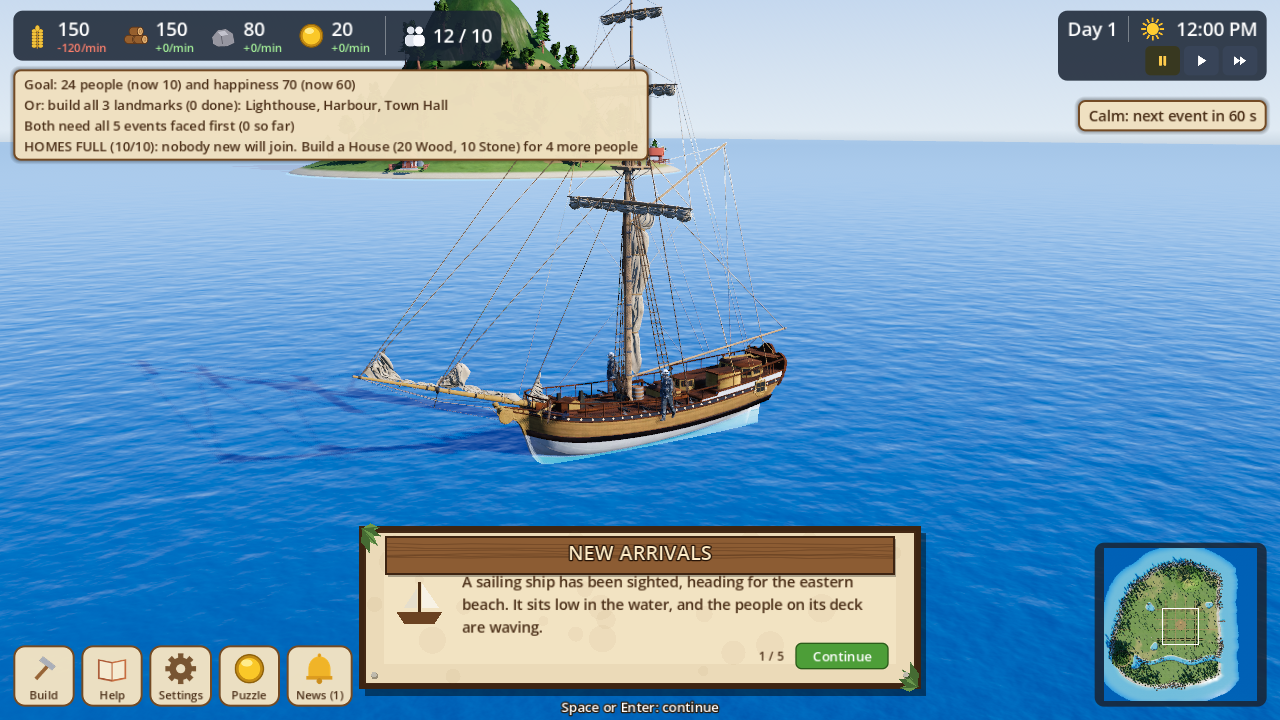 150
-120/min
150
+0/min
80
+0/min
20
+0/min
12 / 10
Day 1
12:00 PM
Goal: 24 people (now 10) and happiness 70 (now 60)
Or: build all 3 landmarks (0 done): Lighthouse, Harbour, Town Hall
Both need all 5 events faced first (0 so far)
HOMES FULL (10/10): nobody new will join. Build a House (20 Wood, 10 Stone) for 4 more people
Calm: next event in 60 s
NEW ARRIVALS
A sailing ship has been sighted, heading for the eastern
beach. It sits low in the water, and the people on its deck
are waving.
1 / 5
Continue
Build
Help
Settings
Puzzle
News (1)
Space or Enter: continue